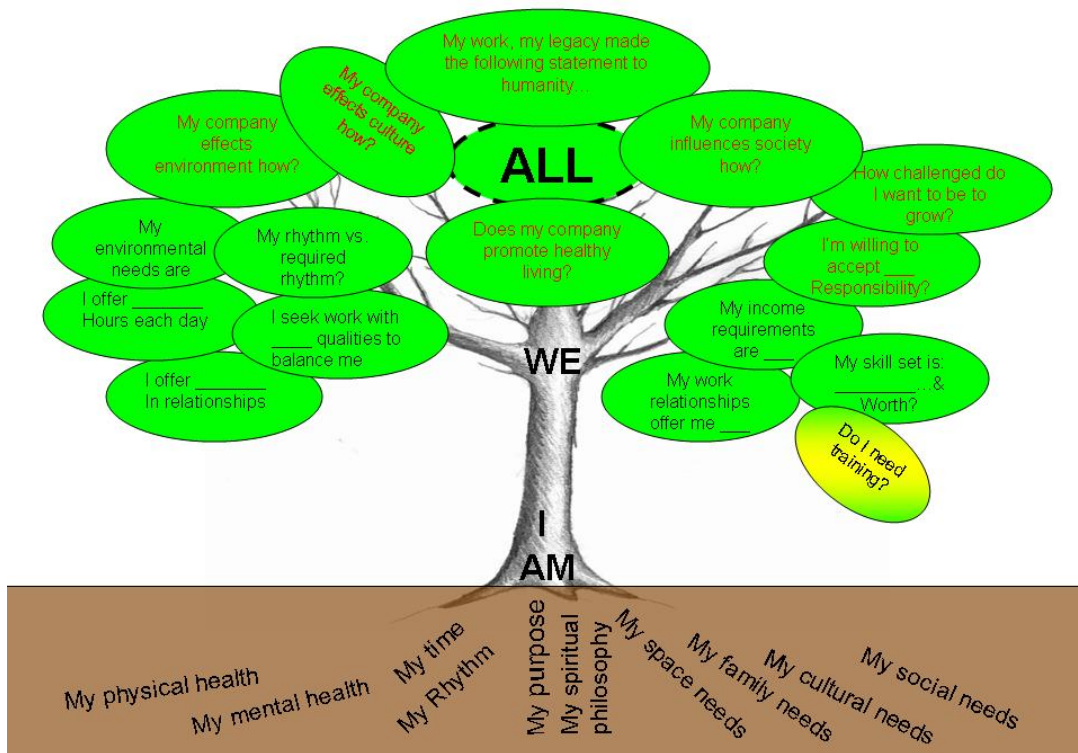 My work, my legacy made
the following statement to
humanity…
My company
effects culture
how?
My company
effects
environment how?
ALL
My company
influences society
how?
How challenged do
I want to be to
grow?
My
environmental
needs are
My rhythm vs.
required
rhythm?
Does my company
promote healthy
living?
I'm willing to
accept ___
Responsibility?
I offer _____
Hours each day
I seek work with
____ qualities to
balance me
WE
My income
requirements
are ___
I offer _______
In relationships
My work
relationships
offer me ___
My skill set is:
_________…&
Worth?
Do I need
training?
I
AM
My physical health
My mental health
My time
My Rhythm
My purpose
My spiritual
philosophy
My space needs
My family needs
My cultural needs
My social needs